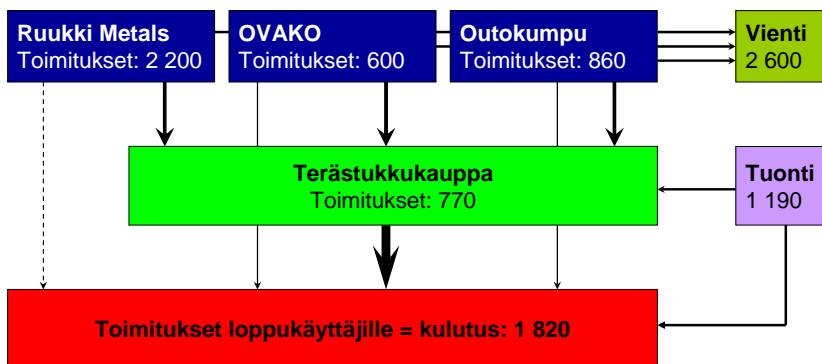 Ruukki Metals
Toimitukset: 2 200
OVAKO
Toimitukset: 600
Outokumpu
Toimitukset: 860
Vienti
2 600
Terästukkukauppa
Toimitukset: 770
Tuonti
1 190
Toimitukset loppukäyttäjille = kulutus: 1 820